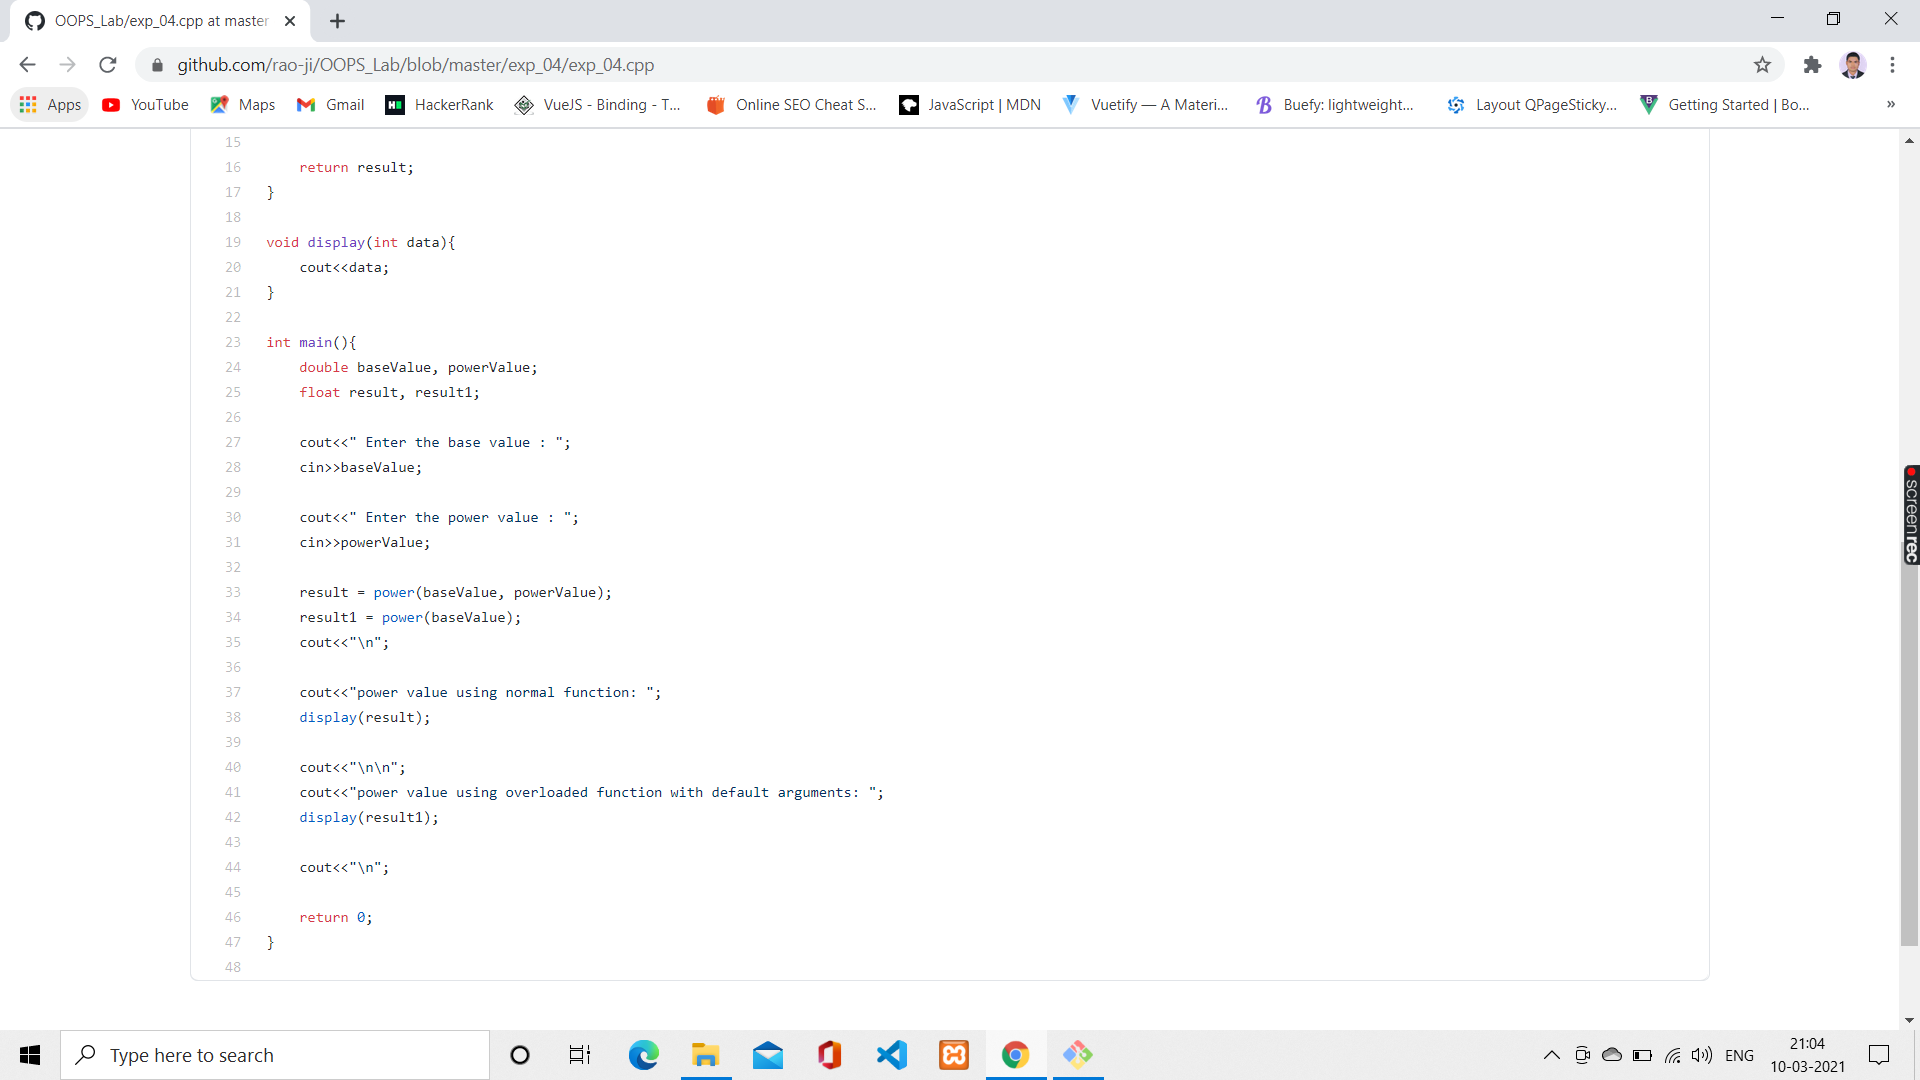 OOPS_Lab/exp_04.cpp at master
github.com/rao-ji/OOPS_Lab/blob/master/exp_04/exp_04.cpp
Apps YouTube Maps Gmail HackerRank VueJS - Binding - T... Online SEO Cheat S... JavaScript | MDN Vuetify — A Materi... Buefy: lightweight... Layout QPageSticky... Getting Started | Bo... »
15
16 return result;
17 }
18
19 void display(int data){
20 cout<<data;
21 }
22
23 int main(){
24 double baseValue, powerValue;
25 float result, result1;
26
27 cout<<" Enter the base value : ";
28 cin>>baseValue;
29
30 cout<<" Enter the power value : ";
31 cin>>powerValue;
32
33 result = power(baseValue, powerValue);
34 result1 = power(baseValue);
35 cout<<"\n";
36
37 cout<<"power value using normal function: ";
38 display(result);
39
40 cout<<"\n\n";
41 cout<<"power value using overloaded function with default arguments: ";
42 display(result1);
43
44 cout<<"\n";
45
46 return 0;
47 }
48
screenrec
Type here to search
ENG
21:04
10-03-2021